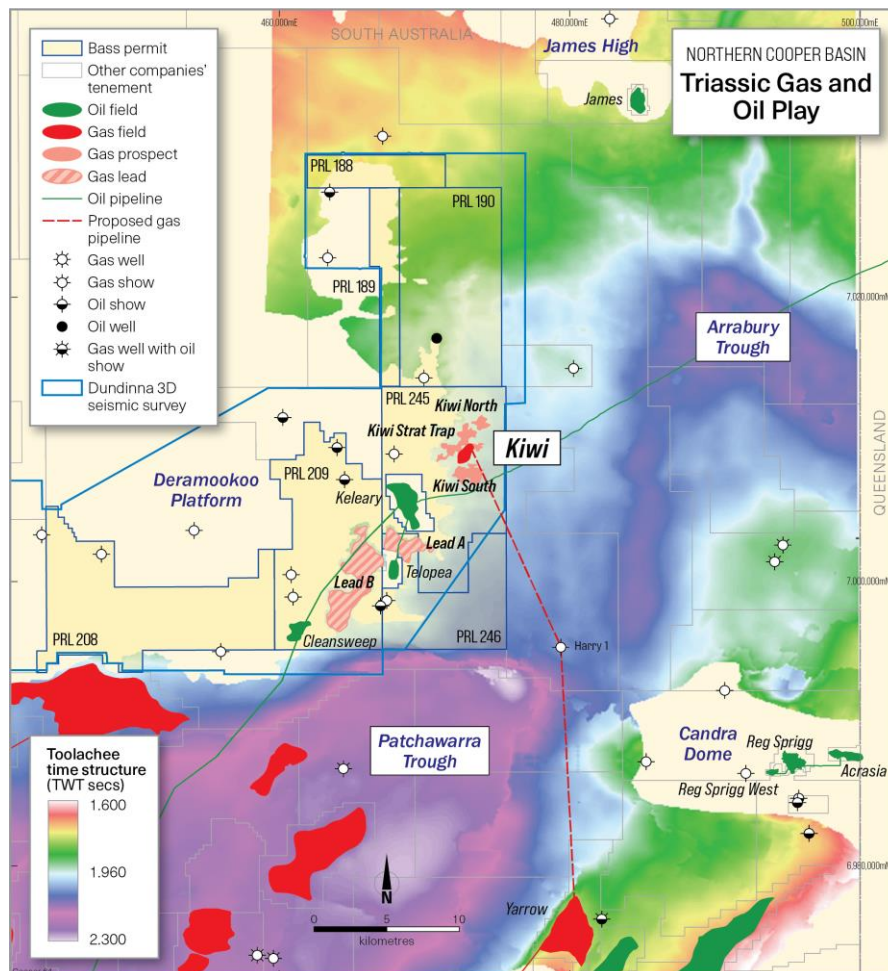 460,000mE
480,000mE
500,000mE
SOUTH AUSTRALIA
James High
NORTHERN COOPER BASIN
Triassic Gas and
Oil Play
Bass permit
Other companies'
tenement
Oil field
Gas field
Gas prospect
Gas lead
Oil pipeline
Proposed gas
pipeline
Gas well
Gas show
Oil show
Oil well
Gas well with oil
show
Dundinna 3D
seismic survey
James
PRL 188
PRL 190
PRL 189
7,020,000mN
Arrabury
Trough
PRL 245
Kiwi North
Kiwi Strat Trap
Kiwi
QUEENSLAND
PRL 209
Deramookoo
Platform
Keleary
Kiwi South
Lead A
Lead B
Telopea
7,000,000mN
Cleansweep
PRL 208
PRL 246
Harry 1
Toolachee
time structure
(TWT secs)
1.600
1.960
2.300
Patchawarra
Trough
Candra
Dome
Reg Sprigg
Acrasia
Reg Sprigg West
6,980,000mN
N
Yarrow
0 5 10
kilometres